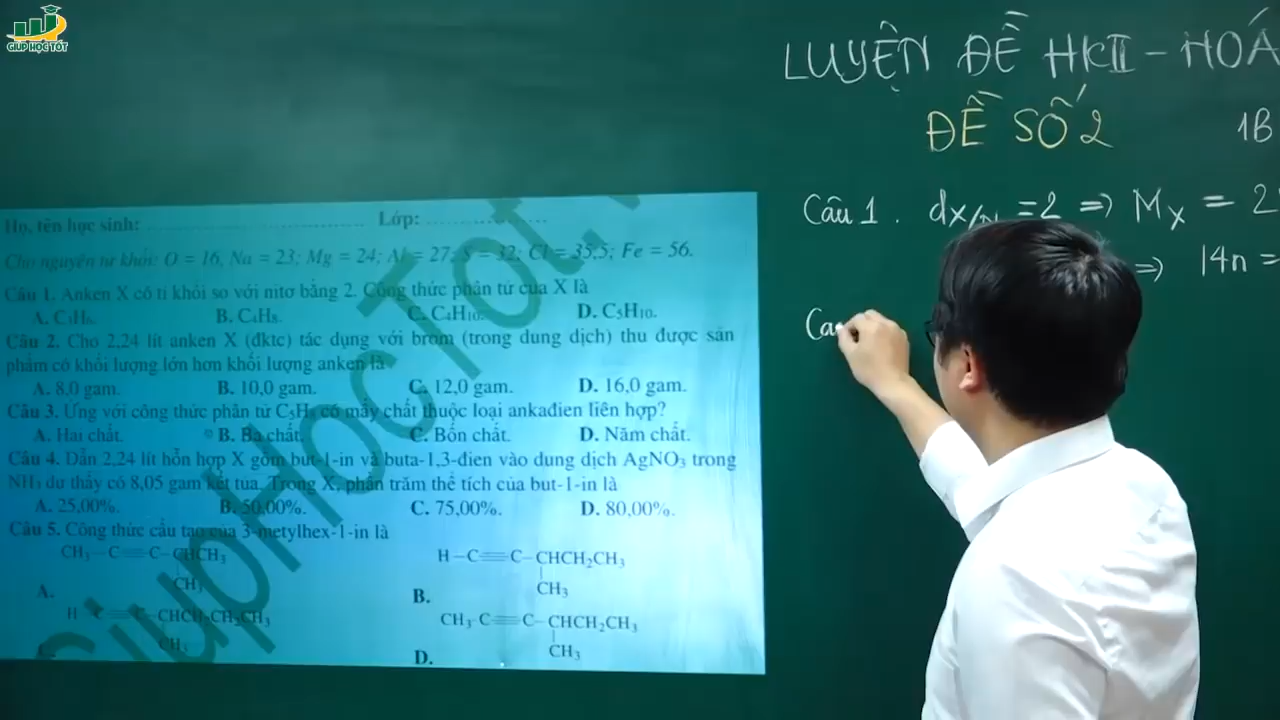 GIUP HỌC TỐT
LUYỆN ĐỀ HKII - HOÁ
ĐỀ SỐ 2
1B
Câu 1. dX/N =2 => MX = 2
=> 14n =
Họ, tên học sinh: Lớp:
Cho nguyên tử khối: O = 16, Na = 23; Mg = 24; Al = 27; S = 32; Cl = 35,5; Fe = 56.
Câu 1. Anken X có tỉ khối so với nitơ bằng 2. Công thức phân tử của X là
A. C₃H₆. B. C₄H₈. C. C₄H₁₀. D. C₅H₁₀.
Câu 2. Cho 2,24 lít anken X (đktc) tác dụng với brom (trong dung dịch) thu được sản
phẩm có khối lượng lớn hơn khối lượng anken là
A. 8,0 gam. B. 10,0 gam. C. 12,0 gam. D. 16,0 gam.
Câu 3. Ứng với công thức phân tử C₅H₈ có mấy chất thuộc loại ankađien liên hợp?
A. Hai chất. B. Ba chất. C. Bốn chất. D. Năm chất.
Câu 4. Dẫn 2,24 lít hỗn hợp X gồm but-1-in và buta-1,3-đien vào dung dịch AgNO₃ trong
NH₃ dư thấy có 8,05 gam kết tủa. Trong X, phần trăm thể tích của but-1-in là
A. 25,00%. B. 50,00%. C. 75,00%. D. 80,00%.
Câu 5. Công thức cấu tạo của 3-metylhex-1-in là
CH₃ – C≡C– CHCH₃ H – C≡C– CHCH₂CH₃
CH₃ CH₃
A. B.
H – C≡C– CHCH₂CH₂CH₃ CH₃-C≡C– CHCH₂CH₃
CH₃ CH₃
D.
GiupHocTot.